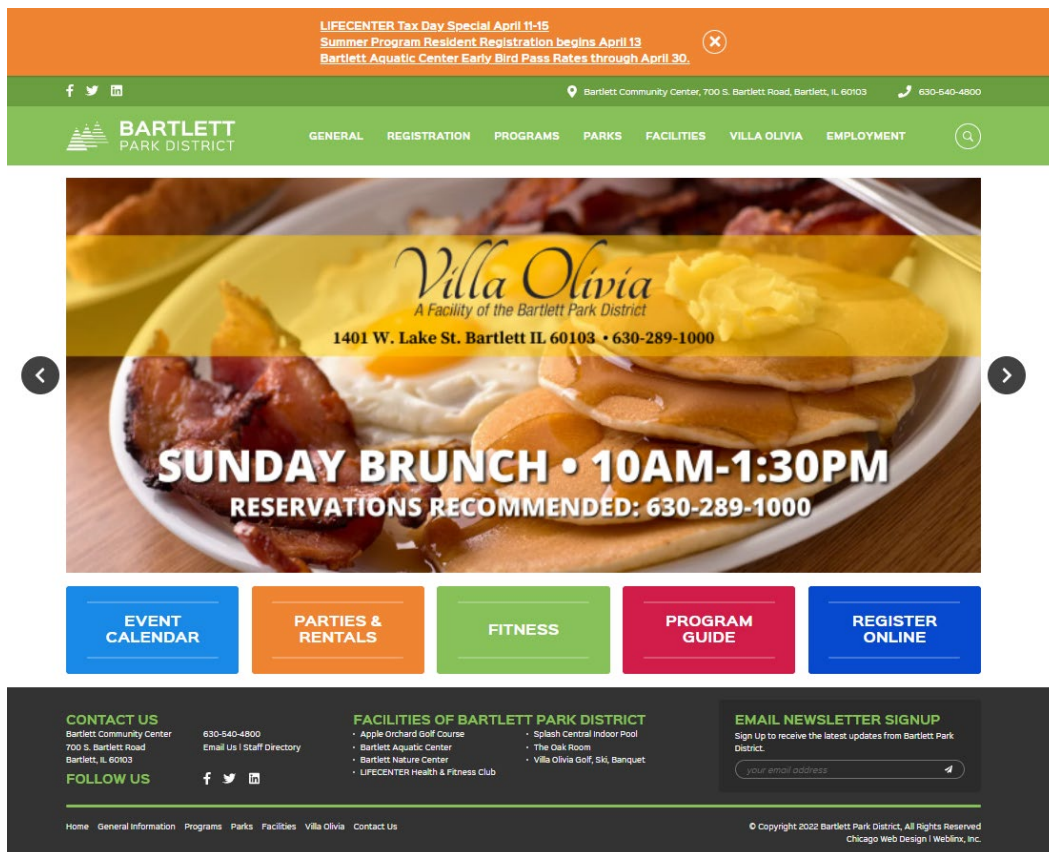 LIFECENTER Tax Day Special April 11-15
Summer Program Resident Registration begins April 13
Bartlett Aquatic Center Early Bird Pass Rates through April 30.
Bartlett Community Center, 700 S. Bartlett Road, Bartlett, IL 60103
630-540-4800
BARTLETT
PARK DISTRICT
GENERAL REGISTRATION PROGRAMS PARKS FACILITIES VILLA OLIVIA EMPLOYMENT
Villa Olivia
A Facility of the Bartlett Park District
1401 W. Lake St. Bartlett IL 60103 • 630-289-1000
SUNDAY BRUNCH • 10AM-1:30PM
RESERVATIONS RECOMMENDED: 630-289-1000
EVENT
CALENDAR
PARTIES &
RENTALS
FITNESS
PROGRAM
GUIDE
REGISTER
ONLINE
CONTACT US
Bartlett Community Center
700 S. Bartlett Road
Bartlett, IL 60103
630-540-4800
Email Us | Staff Directory
FOLLOW US
FACILITIES OF BARTLETT PARK DISTRICT
• Apple Orchard Golf Course
• Bartlett Aquatic Center
• Bartlett Nature Center
• LIFECENTER Health & Fitness Club
• Splash Central Indoor Pool
• The Oak Room
• Villa Olivia Golf, Ski, Banquet
EMAIL NEWSLETTER SIGNUP
Sign Up to receive the latest updates from Bartlett Park
District.
your email address
Home General Information Programs Parks Facilities Villa Olivia Contact Us
© Copyright 2022 Bartlett Park District, All Rights Reserved
Chicago Web Design | Weblinx, Inc.